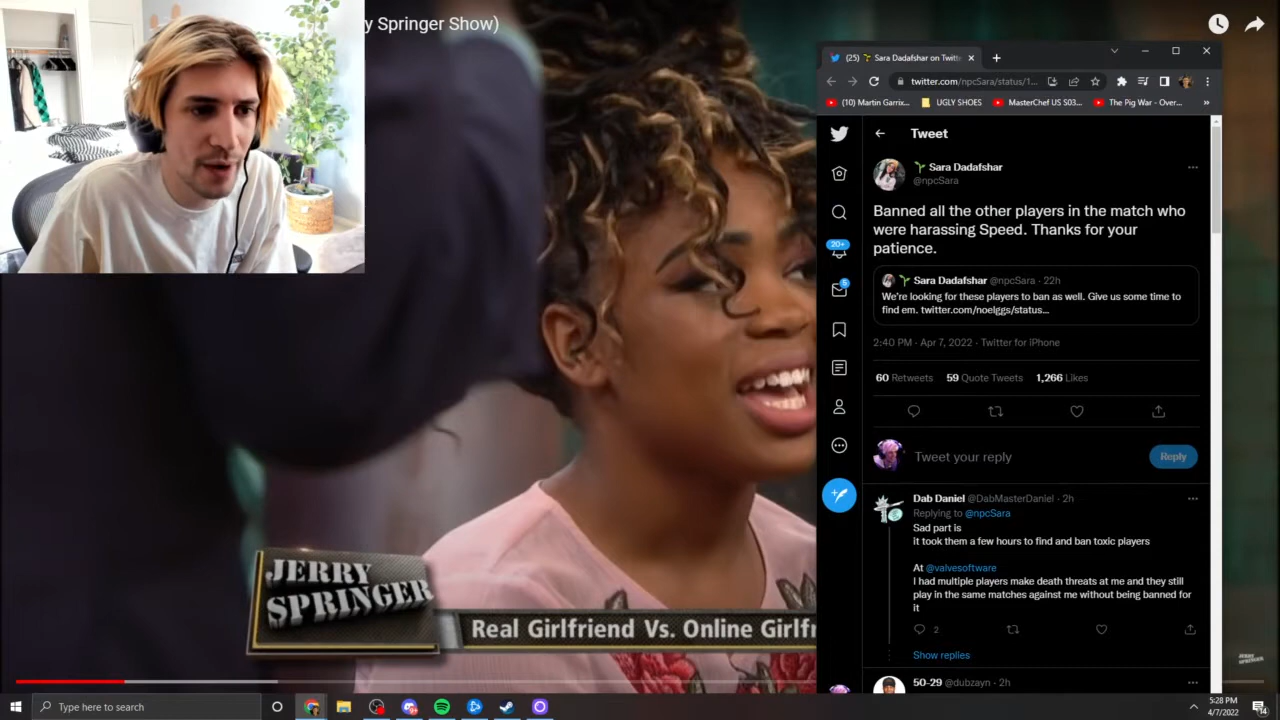 y Springer Show)
(25) Sara Dadafshar on Twitt
twitter.com/npcSara/status/1...
(10) Martin Garrix...
UGLY SHOES
MasterChef US S03...
The Pig War - Over...
Tweet
Sara Dadafshar
@npcSara
Banned all the other players in the match who
were harassing Speed. Thanks for your
patience.
Sara Dadafshar @npcSara · 22h
We're looking for these players to ban as well. Give us some time to
find em. twitter.com/noelggs/status...
2:40 PM · Apr 7, 2022 · Twitter for iPhone
60 Retweets 59 Quote Tweets 1,266 Likes
20+
5
Tweet your reply
Reply
Dab Daniel @DabMasterDaniel · 2h
Replying to @npcSara
Sad part is
it took them a few hours to find and ban toxic players
At @valvesoftware
I had multiple players make death threats at me and they still
play in the same matches against me without being banned for
it
2
Show replies
50-29 @dubzayn · 2h
JERRY
SPRINGER
Real Girlfriend Vs. Online Girlfr
JERRY
SPRINGER
Type here to search
5:28 PM
4/7/2022
14